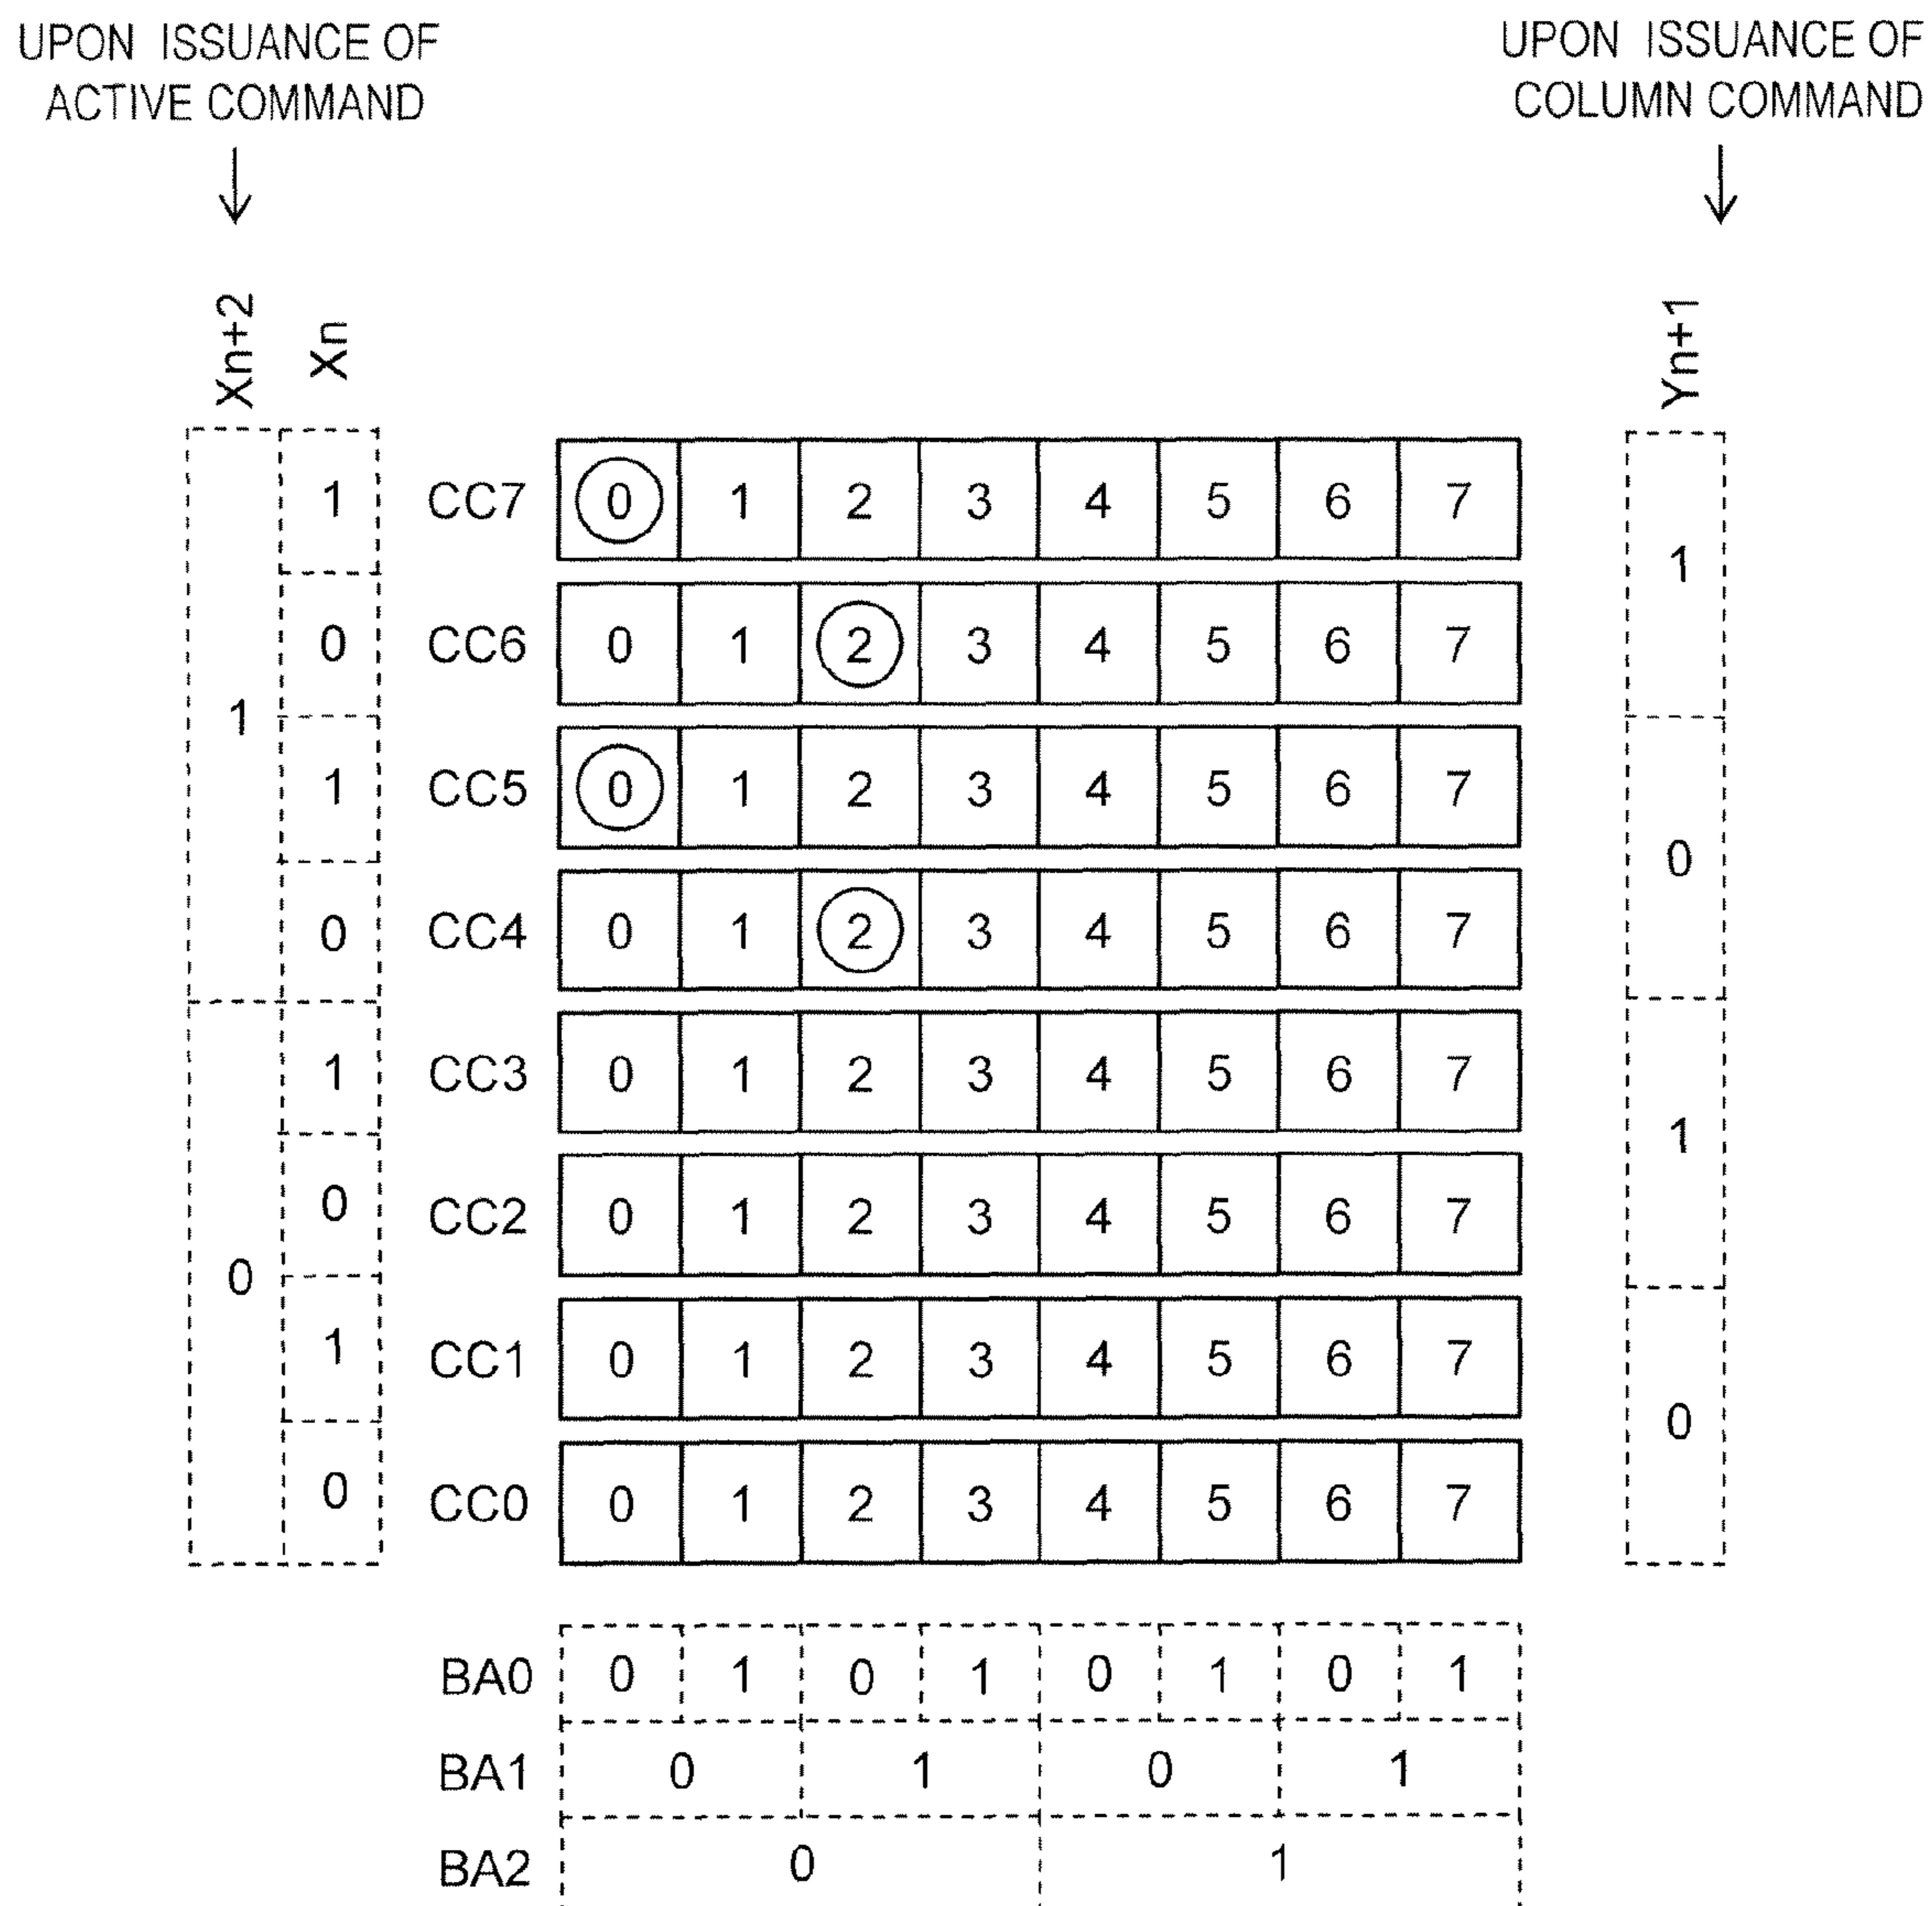 UPON ISSUANCE OF
ACTIVE COMMAND
UPON ISSUANCE OF
COLUMN COMMAND
Xn+2
Xn
Yn+1
1
0
1
0
1
0
1
0
1
0
CC7 0 1 2 3 4 5 6 7
CC6 0 1 2 3 4 5 6 7
CC5 0 1 2 3 4 5 6 7
CC4 0 1 2 3 4 5 6 7
CC3 0 1 2 3 4 5 6 7
CC2 0 1 2 3 4 5 6 7
CC1 0 1 2 3 4 5 6 7
CC0 0 1 2 3 4 5 6 7
1
0
1
0
BA0 0 1 0 1 0 1 0 1
BA1 0 1 0 1
BA2 0 1